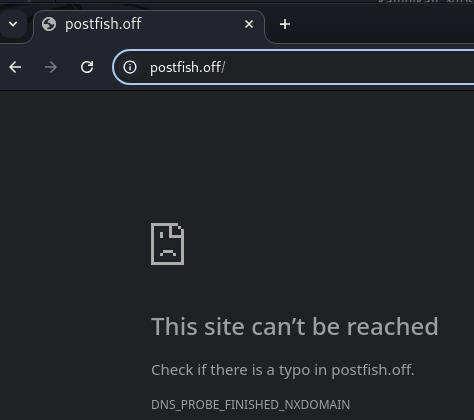 postfish.off
postfish.off/
This site can’t be reached
Check if there is a typo in postfish.off.
DNS_PROBE_FINISHED_NXDOMAIN